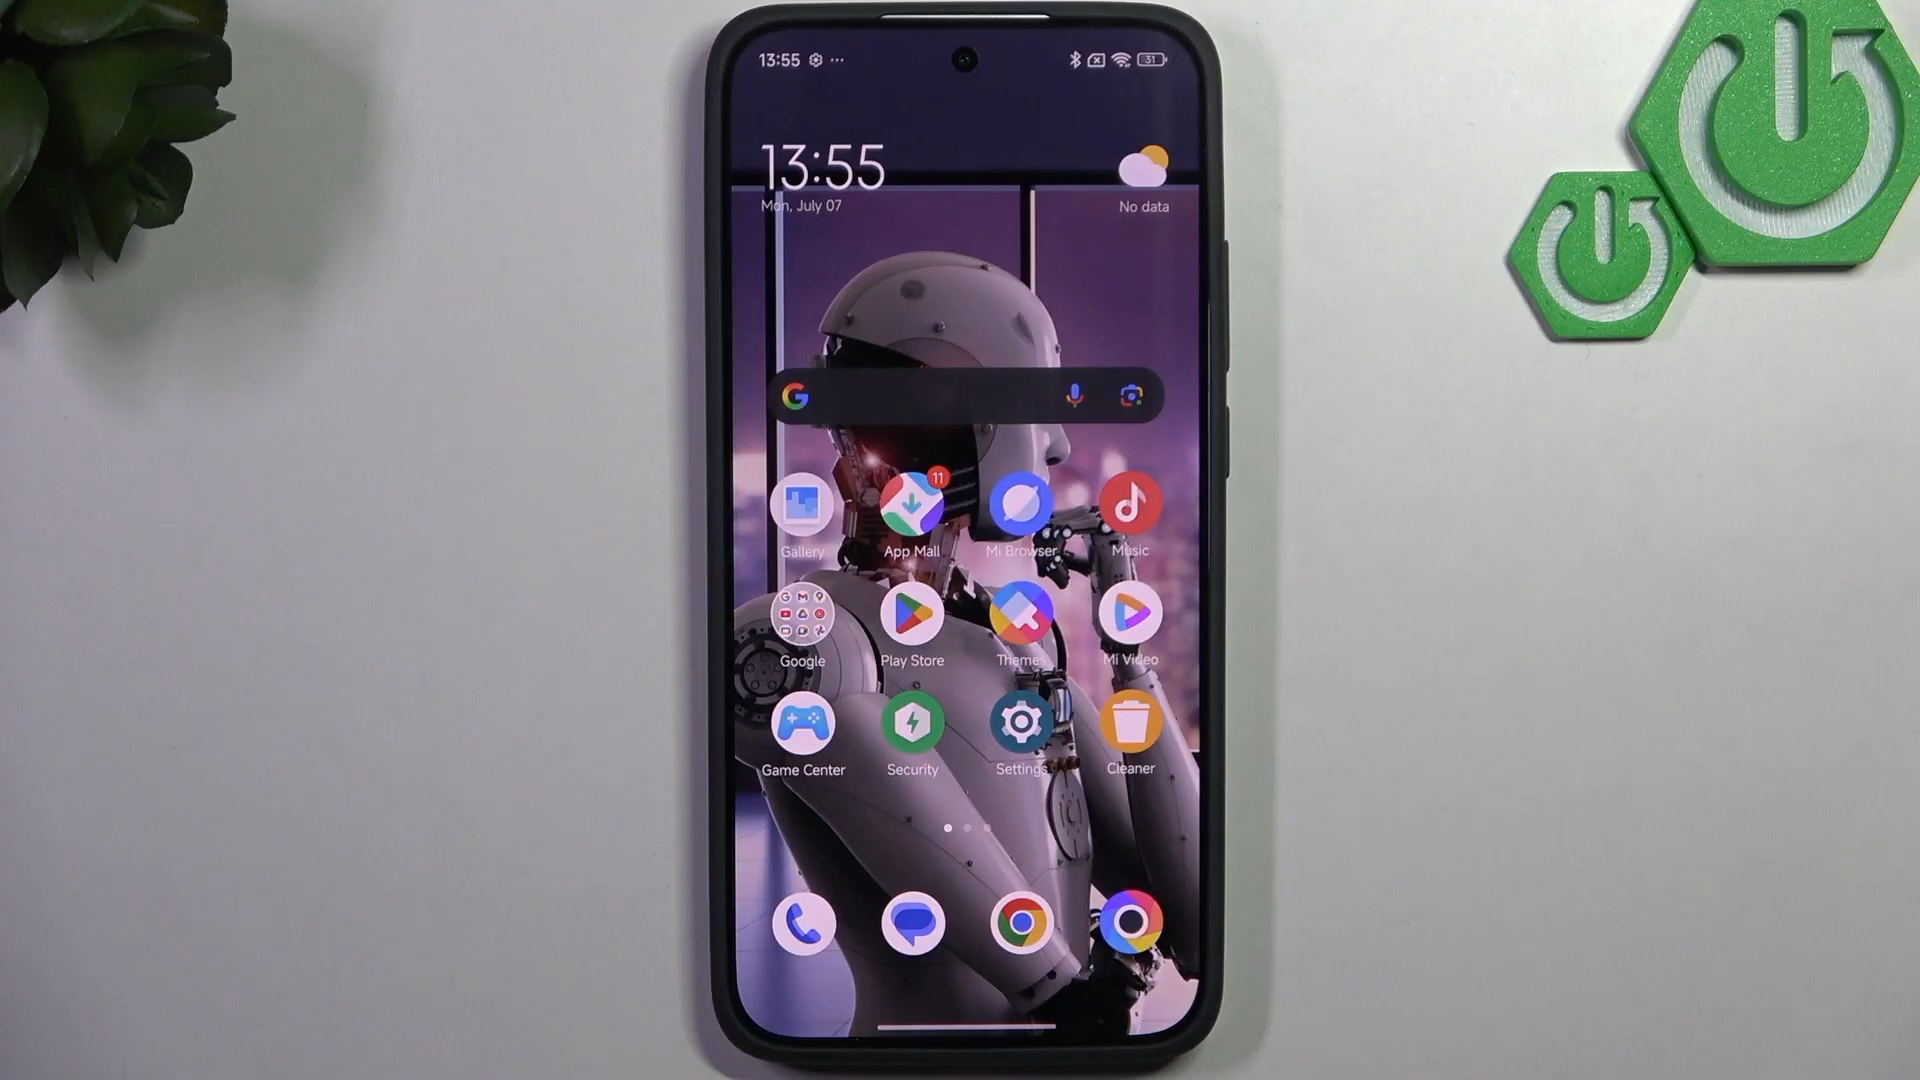 13:55 ... 31
13:55
Mon, July 07
No data
11
Gallery App Mall Mi Browser Music
Google Play Store Themes Mi Video
Game Center Security Settings Cleaner